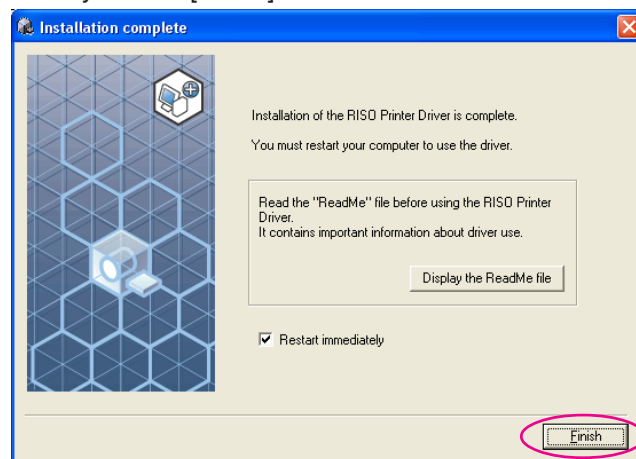 Installation complete
Installation of the RISO Printer Driver is complete.
You must restart your computer to use the driver.
Read the "ReadMe" file before using the RISO Printer
Driver.
It contains important information about driver use.
Display the ReadMe file
Restart immediately
Finish